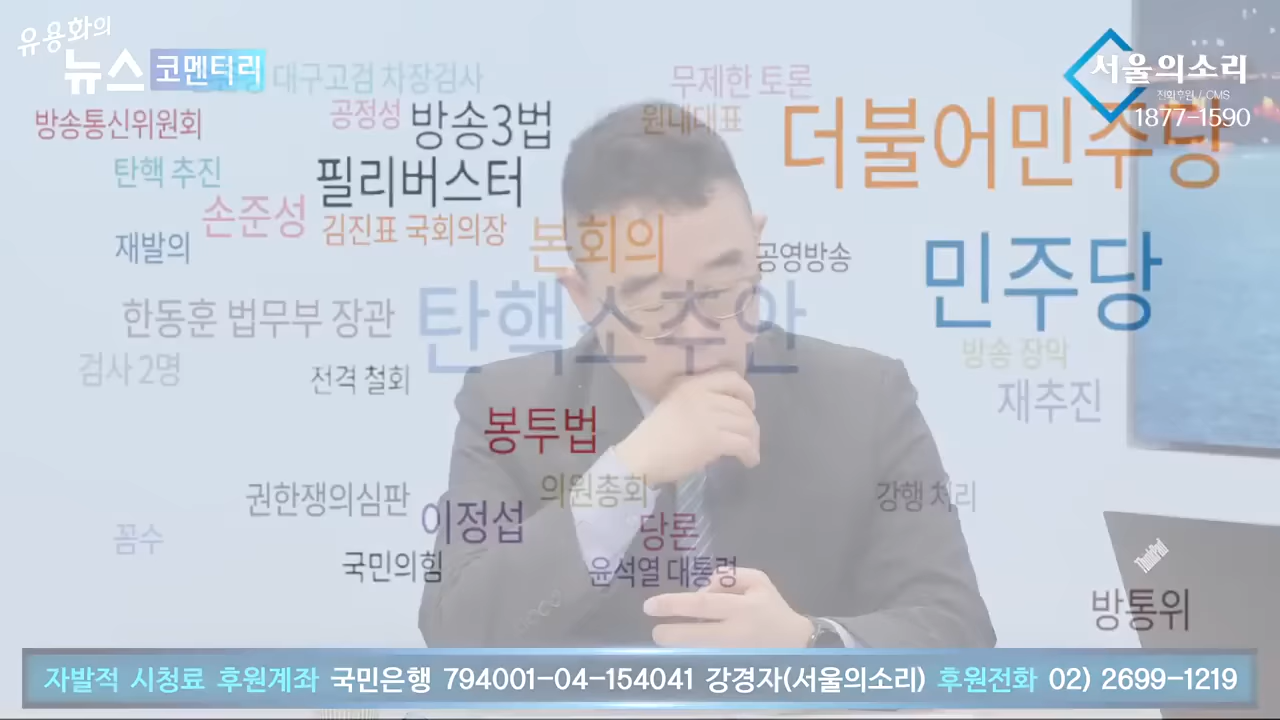 유용화의
뉴스 코멘터리
대구고검 차장검사
무제한 토론
서울의소리
정의후원 / CMS
1877-1590
방송통신위원회
공정성
방송3법
원내대표
더불어민주당
탄핵 추진
필리버스터
손준성
김진표 국회의장
본회의
재발의
공영방송
민주당
한동훈 법무부 장관
탄핵소추안
방송 장악
검사 2명
전격 철회
재추진
봉투법
권한쟁의심판
이정섭
의원총회
강행 처리
꼼수
당론
국민의힘
윤석열 대통령
ThinkPad
방통위
자발적 시청료 후원계좌 국민은행 794001-04-154041 강경자(서울의소리) 후원전화 02) 2699-1219